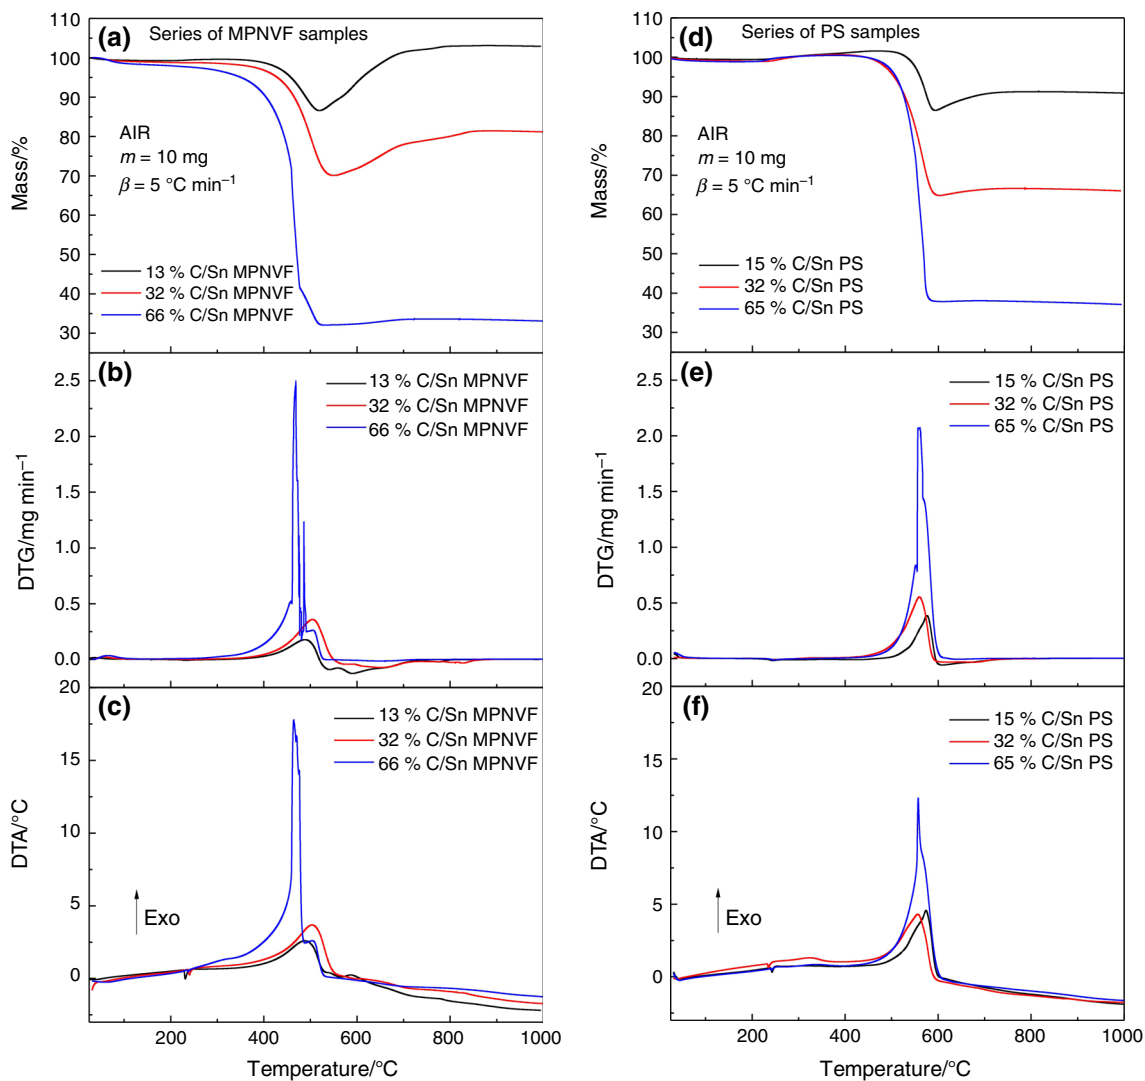 110
100
90
80
70
60
50
40
30
Mass/%
(a)
Series of MPNVF samples
AIR
m = 10 mg
β = 5 °C min⁻¹
13 % C/Sn MPNVF
32 % C/Sn MPNVF
66 % C/Sn MPNVF
2.5
2.0
1.5
1.0
0.5
0.0
DTG/mg min⁻¹
(b)
13 % C/Sn MPNVF
32 % C/Sn MPNVF
66 % C/Sn MPNVF
20
15
10
5
0
DTA/°C
(c)
13 % C/Sn MPNVF
32 % C/Sn MPNVF
66 % C/Sn MPNVF
Exo
200 400 600 800 1000
Temperature/°C
110
100
90
80
70
60
50
40
30
Mass/%
(d)
Series of PS samples
AIR
m = 10 mg
β = 5 °C min⁻¹
15 % C/Sn PS
32 % C/Sn PS
65 % C/Sn PS
2.5
2.0
1.5
1.0
0.5
0.0
DTG/mg min⁻¹
(e)
15 % C/Sn PS
32 % C/Sn PS
65 % C/Sn PS
20
15
10
5
0
DTA/°C
(f)
15 % C/Sn PS
32 % C/Sn PS
65 % C/Sn PS
Exo
200 400 600 800 1000
Temperature/°C